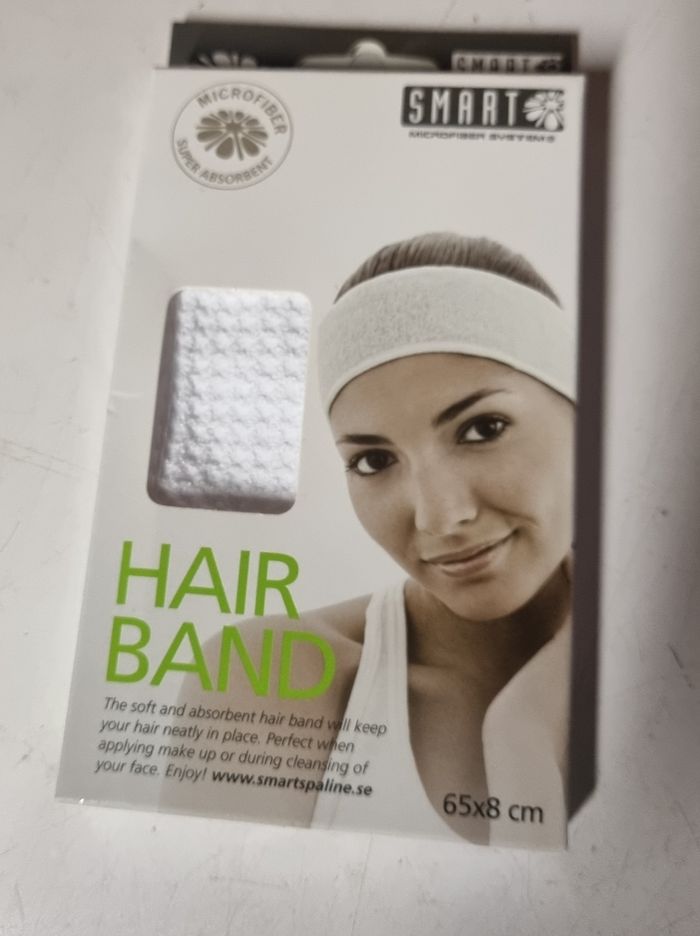 SMART
MICROFIBER
SUPER ABSORBENT
SMART
MICROFIBER SYSTEMS
HAIR
BAND
The soft and absorbent hair band will keep
your hair neatly in place. Perfect when
applying make up or during cleansing of
your face. Enjoy! www.smartspaline.se
65x8 cm